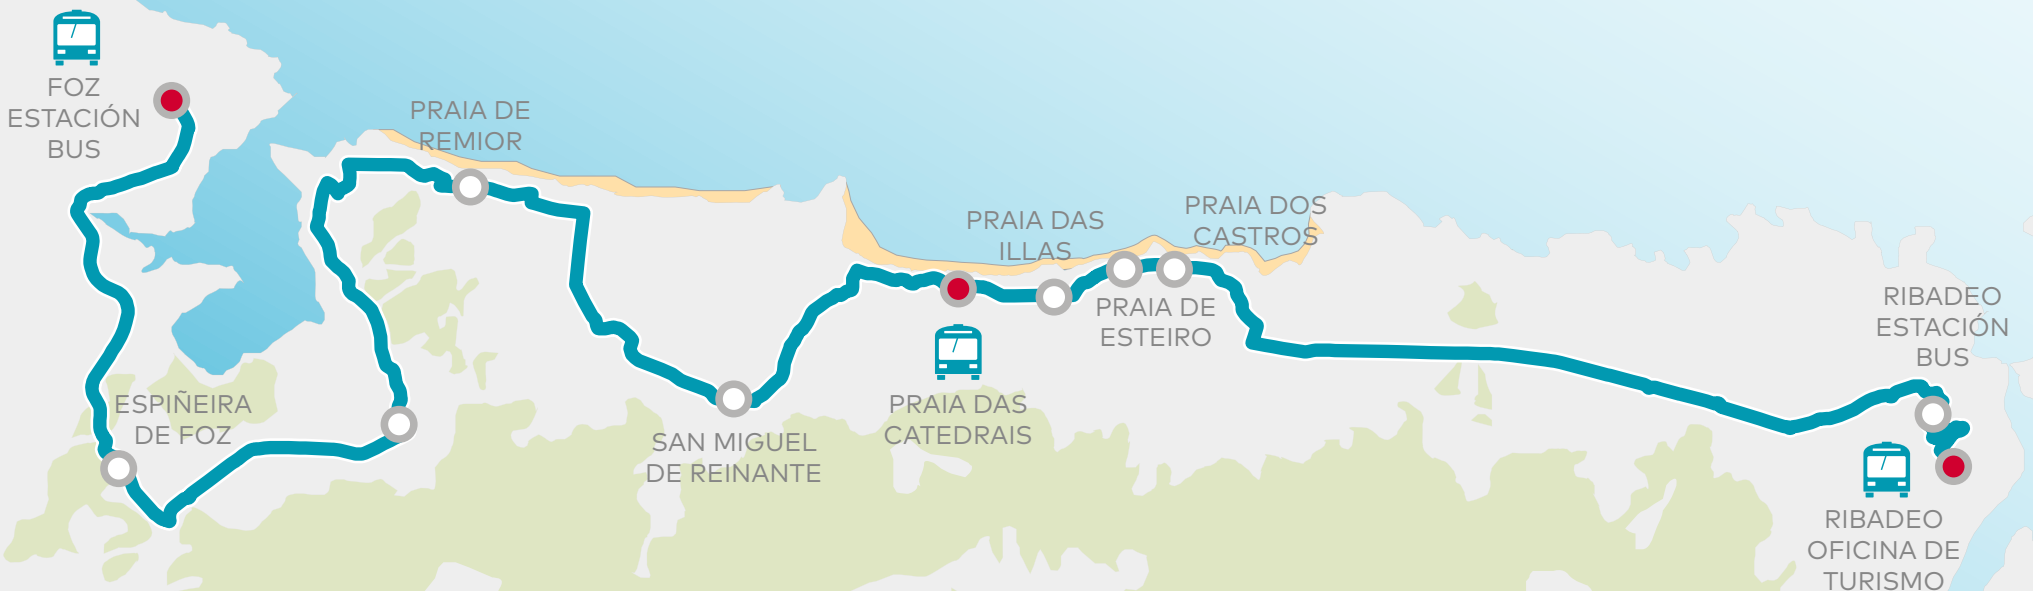 FOZ
ESTACIÓN
BUS
PRAIA DE
REMIOR
ESPIÑEIRA
DE FOZ
SAN MIGUEL
DE REINANTE
PRAIA DAS
CATEDRAIS
PRAIA DAS
ILLAS
PRAIA DE
ESTEIRO
PRAIA DOS
CASTROS
RIBADEO
ESTACIÓN
BUS
RIBADEO
OFICINA DE
TURISMO